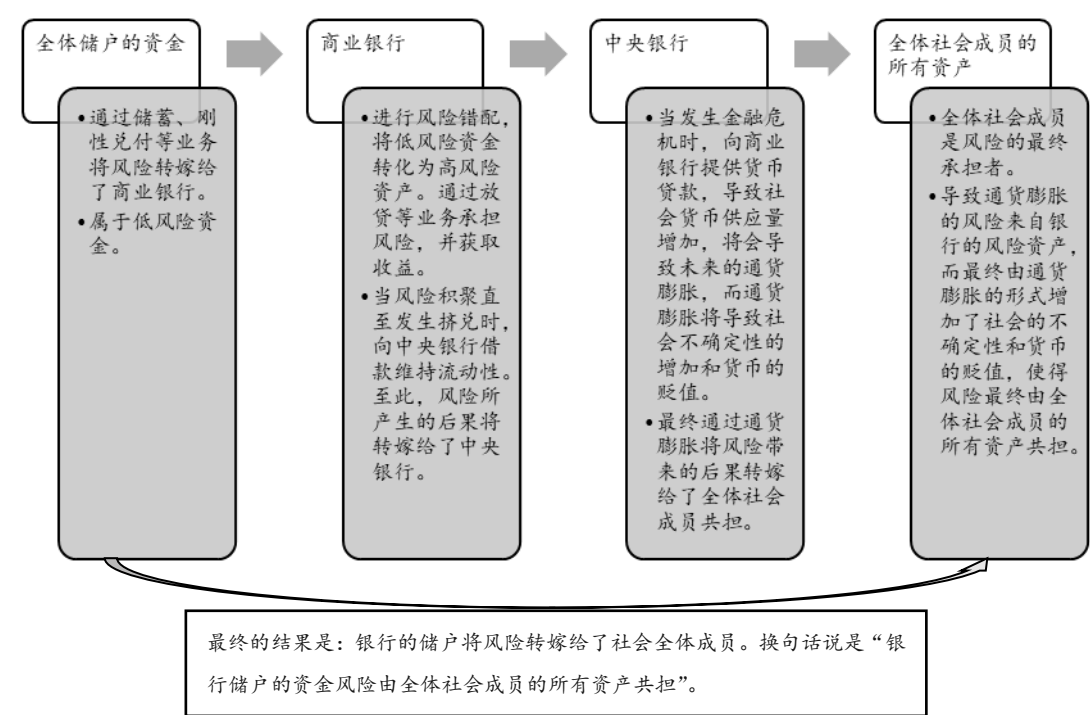 全体储户的资金
•通过储蓄、刚
性兑付等业务
将风险转嫁给
了商业银行。
•属于低风险资
金。
商业银行
•进行风险错配，
将低风险资金
转化为高风险
资产。通过放
贷等业务承担
风险，并获取
收益。
•当风险积聚直
至发生挤兑时，
向中央银行借
款维持流动性。
至此，风险所
产生的后果将
转嫁给了中央
银行。
中央银行
•当发生金融危
机时，向商业
银行提供货币
贷款，导致社
会货币供应量
增加，将会导
致未来的通货
膨胀，而通货
膨胀将导致社
会不确定性的
增加和货币的
贬值。
•最终通过通货
膨胀将风险带
来的后果转嫁
给了全体社会
成员共担。
全体社会成员的
所有资产
•全体社会成员
是风险的最终
承担者。
•导致通货膨胀
的风险来自银
行的风险资产，
而最终由通货
膨胀的形式增
加了社会的不
确定性和货币
的贬值，使得
风险最终由全
体社会成员的
所有资产共担。
最终的结果是：银行的储户将风险转嫁给了社会全体成员。换句话说是“银
行储户的资金风险由全体社会成员的所有资产共担”。